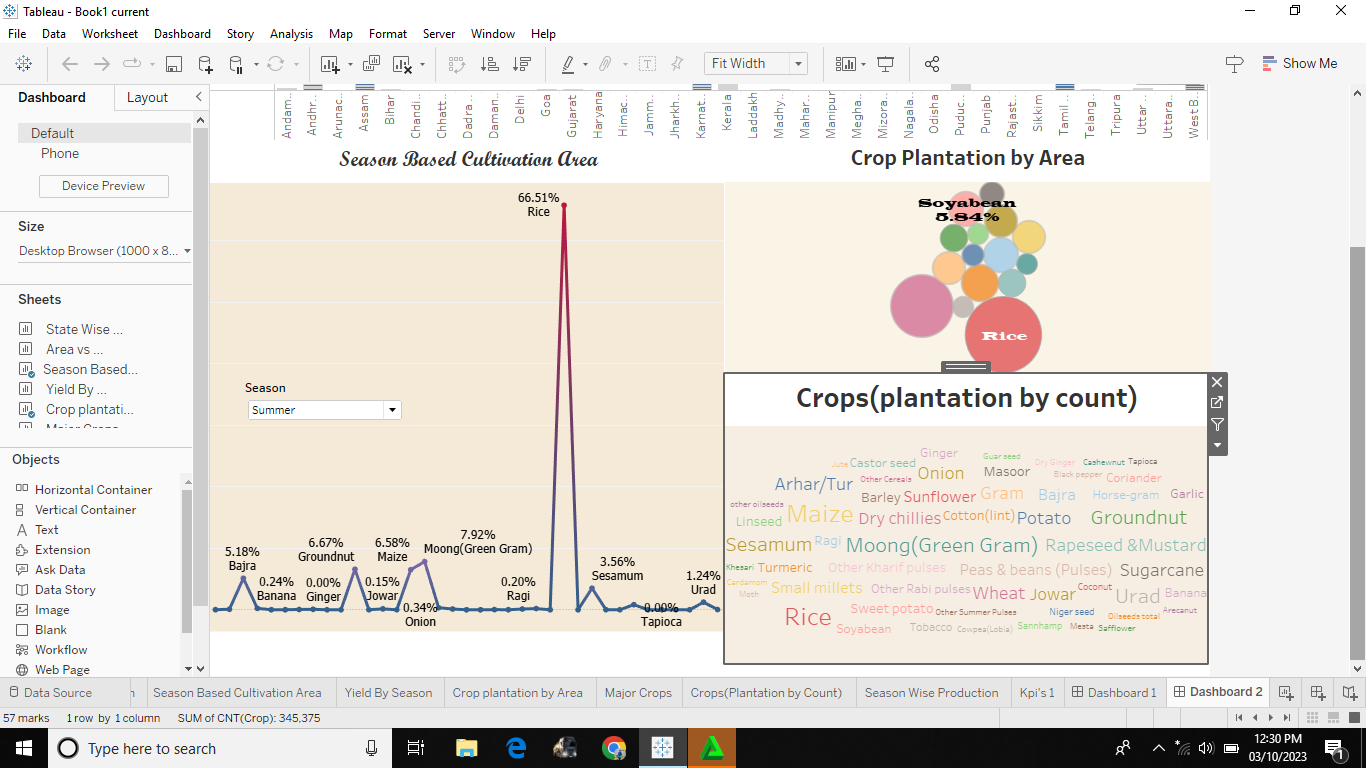 Tableau - Book1 current
File Data Worksheet Dashboard Story Analysis Map Format Server Window Help
Fit Width
Show Me
Dashboard Layout
Default
Phone
Device Preview
Size
Desktop Browser (1000 x 8...
Sheets
State Wise ...
Area vs ...
Season Based...
Yield By ...
Crop plantati...
Objects
Horizontal Container
Vertical Container
Text
Extension
Ask Data
Data Story
Image
Blank
Workflow
Web Page
Andam..
Andhr..
Arunac..
Assam
Bihar
Chandi..
Chhatt..
Dadra..
Daman..
Delhi
Goa
Gujarat
Haryana
Himac..
Jamm..
Jharkh..
Karnat..
Kerala
Laddakh
Madhy..
Mahar..
Manipur
Megha..
Mizora..
Nagala..
Odisha
Puduc..
Punjab
Rajast..
Sikkim
Tamil ..
Telang..
Tripura
Uttar ..
Uttara..
West B..
Season Based Cultivation Area
66.51%
Rice
Season
Summer
5.18%
Bajra
0.24%
Banana
6.67%
Groundnut
0.00%
Ginger
6.58%
Maize
0.15%
Jowar
0.34%
Onion
7.92%
Moong(Green Gram)
0.20%
Ragi
3.56%
Sesamum
0.00%
Tapioca
1.24%
Urad
Crop Plantation by Area
Soyabean
5.84%
Rice
Crops(plantation by count)
Ginger Guar seed
Jute Castor seed Dry Ginger Cashewnut Tapioca
Arhar/Tur Other Cereals Onion Masoor Black pepper Coriander
Barley Sunflower Gram Bajra Horse-gram Garlic
other oilseeds
Linseed Maize Dry chillies Cotton(lint) Potato Groundnut
Sesamum Ragi Moong(Green Gram) Rapeseed &Mustard
Khesari Turmeric Other Kharif pulses Peas & beans (Pulses) Sugarcane
Cardamom
Moth Small millets Other Rabi pulses Wheat Jowar Coconut Urad Banana
Rice Sweet potato Other Summer Pulses Niger seed Oilseeds total Arecanut
Soyabean Tobacco Cowpea(Lobia) Sannhamp Mesta Safflower
Data Source
Season Based Cultivation Area
Yield By Season
Crop plantation by Area
Major Crops
Crops(Plantation by Count)
Season Wise Production
Kpi's 1
Dashboard 1
Dashboard 2
57 marks 1 row by 1 column SUM of CNT(Crop): 345,375
Type here to search
12:30 PM
03/10/2023
1